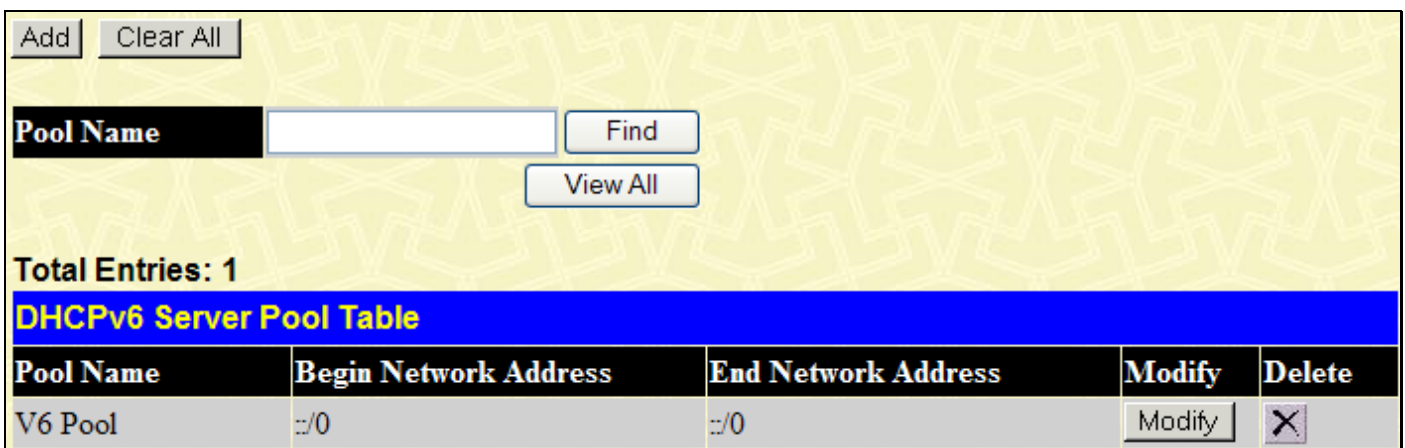 Add Clear All
Pool Name Find
View All
Total Entries: 1
DHCPv6 Server Pool Table
Pool Name Begin Network Address End Network Address Modify Delete
V6 Pool ::/0 ::/0 Modify X